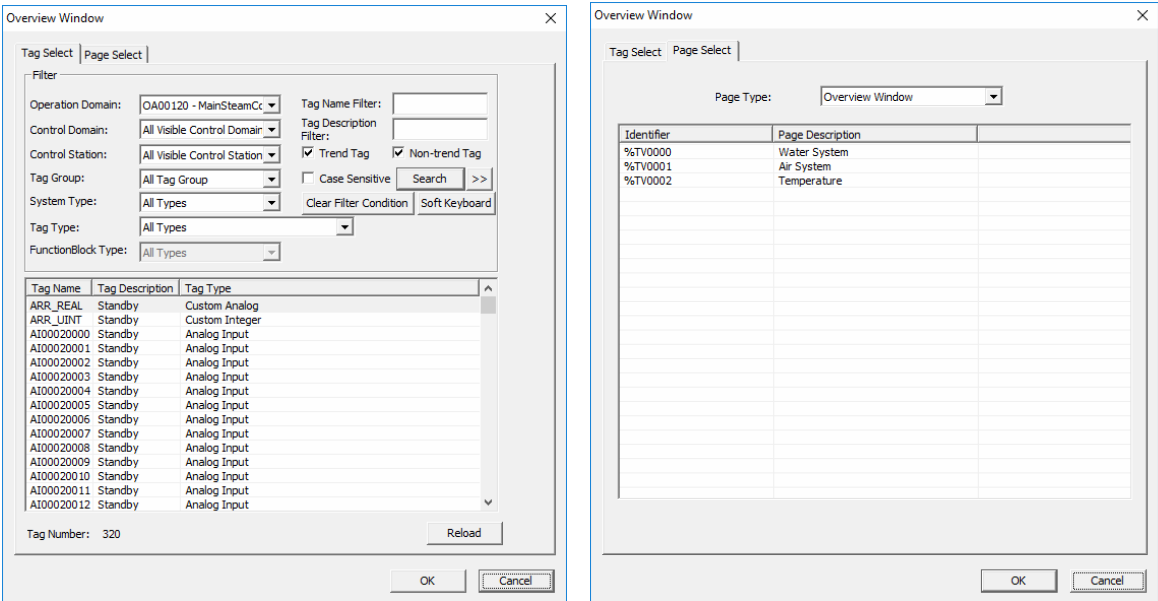 Overview Window
Tag Select Page Select
Filter
Operation Domain: OA00120 - MainSteamCc Tag Name Filter:
Control Domain: All Visible Control Domair Tag Description Filter:
Control Station: All Visible Control Station Trend Tag Non-trend Tag
Tag Group: All Tag Group Case Sensitive Search >>
System Type: All Types Clear Filter Condition Soft Keyboard
Tag Type: All Types
FunctionBlock Type: All Types
Tag Name Tag Description Tag Type
ARR_REAL Standby Custom Analog
ARR_UINT Standby Custom Integer
AI00020000 Standby Analog Input
AI00020001 Standby Analog Input
AI00020002 Standby Analog Input
AI00020003 Standby Analog Input
AI00020004 Standby Analog Input
AI00020005 Standby Analog Input
AI00020006 Standby Analog Input
AI00020007 Standby Analog Input
AI00020008 Standby Analog Input
AI00020009 Standby Analog Input
AI00020010 Standby Analog Input
AI00020011 Standby Analog Input
AI00020012 Standby Analog Input
Tag Number: 320 Reload
OK Cancel
Overview Window
Tag Select Page Select
Page Type: Overview Window
Identifier Page Description
%TV0000 Water System
%TV0001 Air System
%TV0002 Temperature
OK Cancel